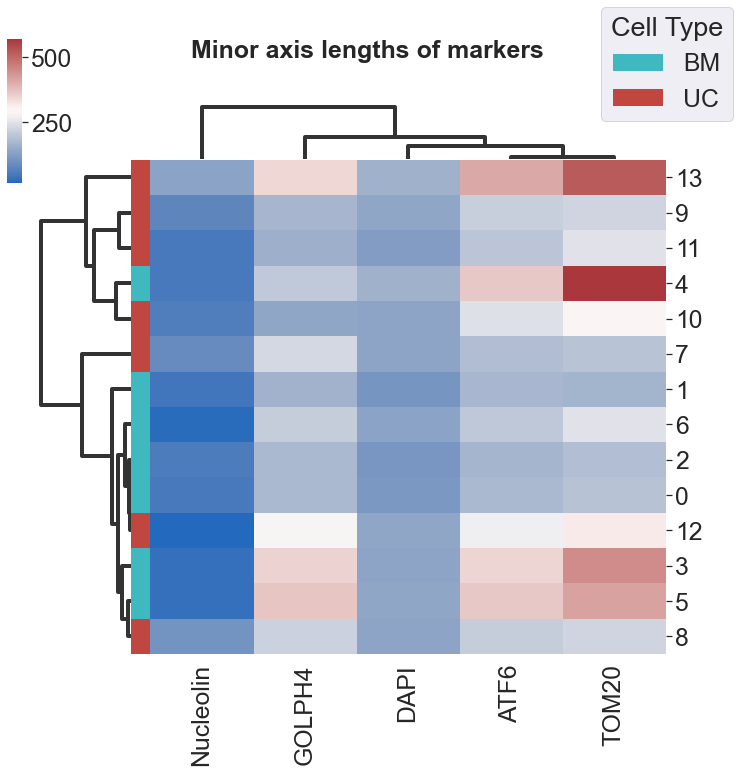 Cell Type
BM
UC
Minor axis lengths of markers
500
250
13
9
11
4
10
7
1
6
2
0
12
3
5
8
Nucleolin
GOLPH4
DAPI
ATF6
TOM20